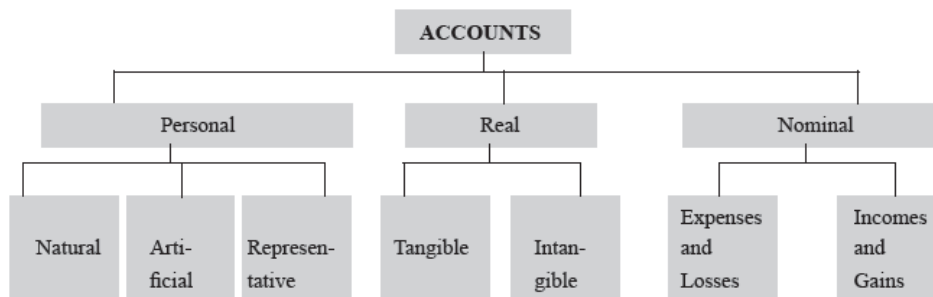 ACCOUNTS
Personal
Real
Nominal
Natural
Arti-
ficial
Represen-
tative
Tangible
Intan-
gible
Expenses
and
Losses
Incomes
and
Gains